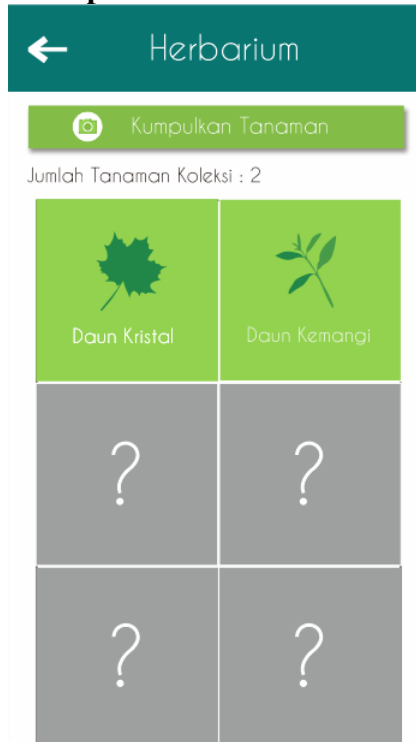 Herbarium
Kumpulkan Tanaman
Jumlah Tanaman Koleksi : 2
Daun Kristal
Daun Kemangi
? ?
? ?